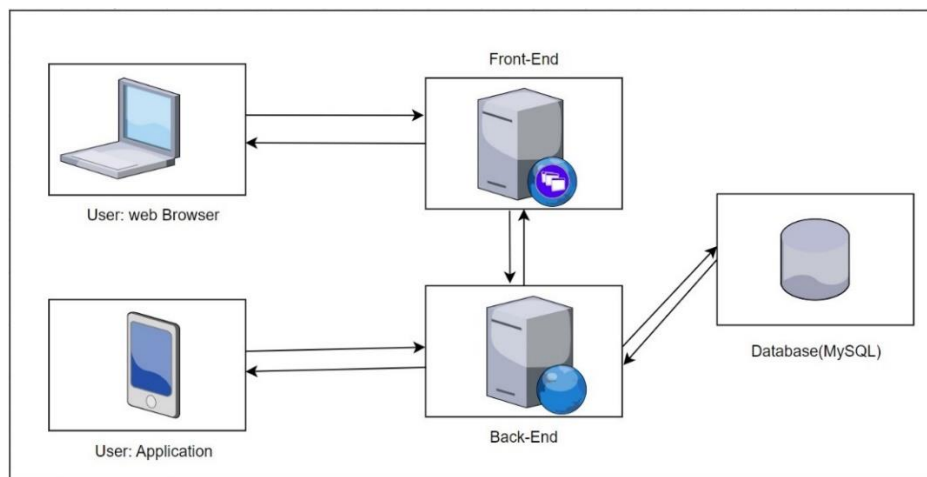 Front-End
User: web Browser
Database(MySQL)
Back-End
User: Application